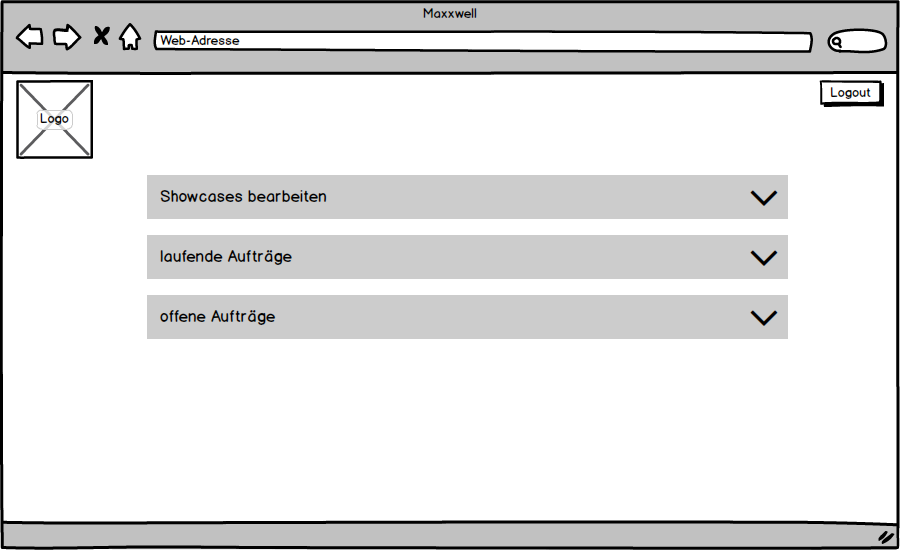 Maxxwell
Web-Adresse
Logo
Logout
Showcases bearbeiten
laufende Aufträge
offene Aufträge